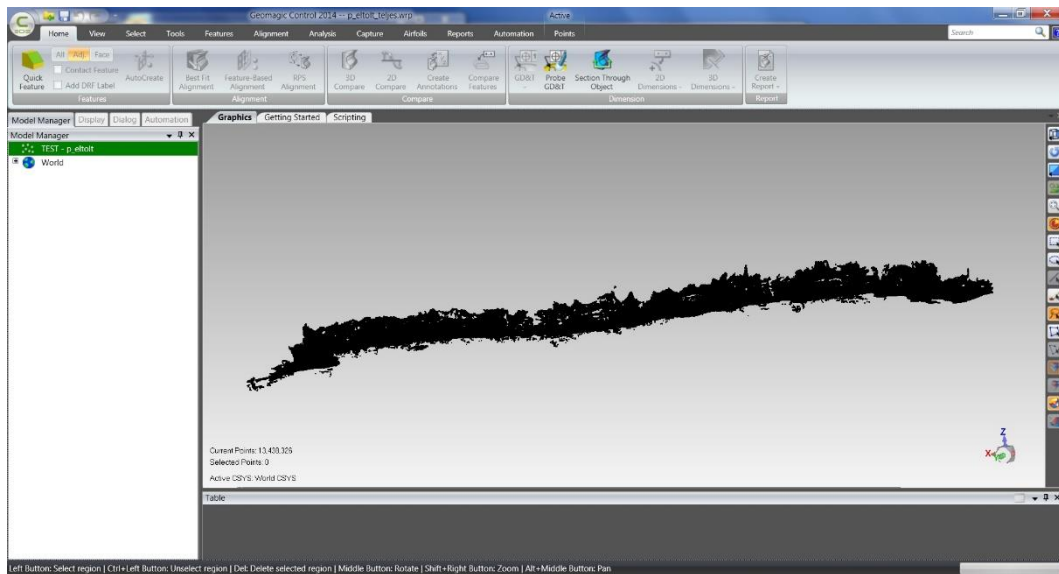 Geomagic Control 2014 -- p_eltolt_teljes.wrp
Active
Home View Select Tools Features Alignment Analysis Capture Airfoils Reports Automation Points
Search
All Adj. Face
Contact Feature
Add DRF Label
Quick Feature
AutoCreate
Best Fit Alignment
Feature-Based Alignment
RPS Alignment
3D Compare
2D Compare
Create Annotations
Compare Features
GD&T
Probe GD&T
Section Through Object
2D Dimensions
3D Dimensions
Create Report
Features Alignment Compare Dimension Report
Model Manager Display Dialog Automation
Graphics Getting Started Scripting
Model Manager
TEST - p_eltolt
World
Current Points: 13,438,326
Selected Points: 0
Active CSYS: World CSYS
Z
X
Table
Left Button: Select region | Ctrl+Left Button: Unselect region | Del: Delete selected region | Middle Button: Rotate | Shift+Right Button: Zoom | Alt+Middle Button: Pan